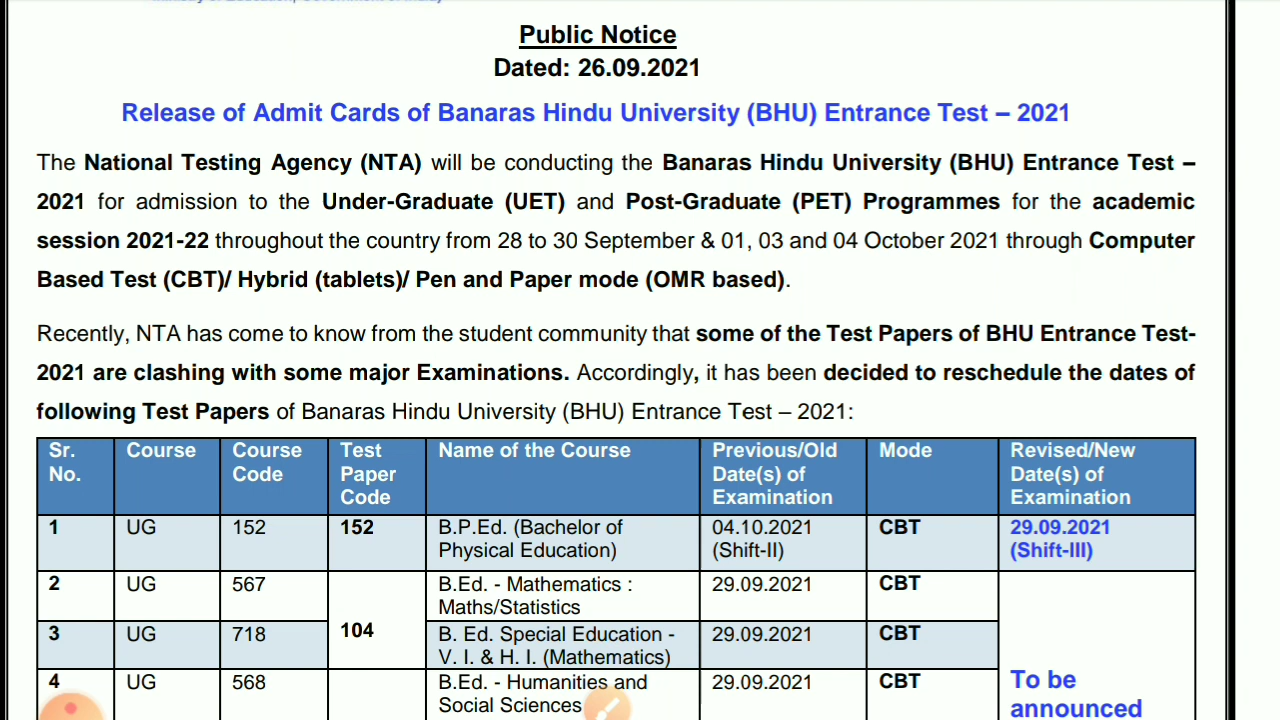 Public Notice
Dated: 26.09.2021
Release of Admit Cards of Banaras Hindu University (BHU) Entrance Test – 2021
The National Testing Agency (NTA) will be conducting the Banaras Hindu University (BHU) Entrance Test –
2021 for admission to the Under-Graduate (UET) and Post-Graduate (PET) Programmes for the academic
session 2021-22 throughout the country from 28 to 30 September & 01, 03 and 04 October 2021 through Computer
Based Test (CBT)/ Hybrid (tablets)/ Pen and Paper mode (OMR based).
Recently, NTA has come to know from the student community that some of the Test Papers of BHU Entrance Test-
2021 are clashing with some major Examinations. Accordingly, it has been decided to reschedule the dates of
following Test Papers of Banaras Hindu University (BHU) Entrance Test – 2021:
Sr. Course Course Test Name of the Course Previous/Old Mode Revised/New
No. Code Paper Date(s) of Date(s) of
Code Examination Examination
1 UG 152 152 B.P.Ed. (Bachelor of 04.10.2021 CBT 29.09.2021
Physical Education) (Shift-II) (Shift-III)
2 UG 567 B.Ed. - Mathematics : 29.09.2021 CBT
Maths/Statistics
104
3 UG 718 B. Ed. Special Education - 29.09.2021 CBT
V. I. & H. I. (Mathematics)
4 UG 568 B.Ed. - Humanities and 29.09.2021 CBT To be
Social Sciences announced